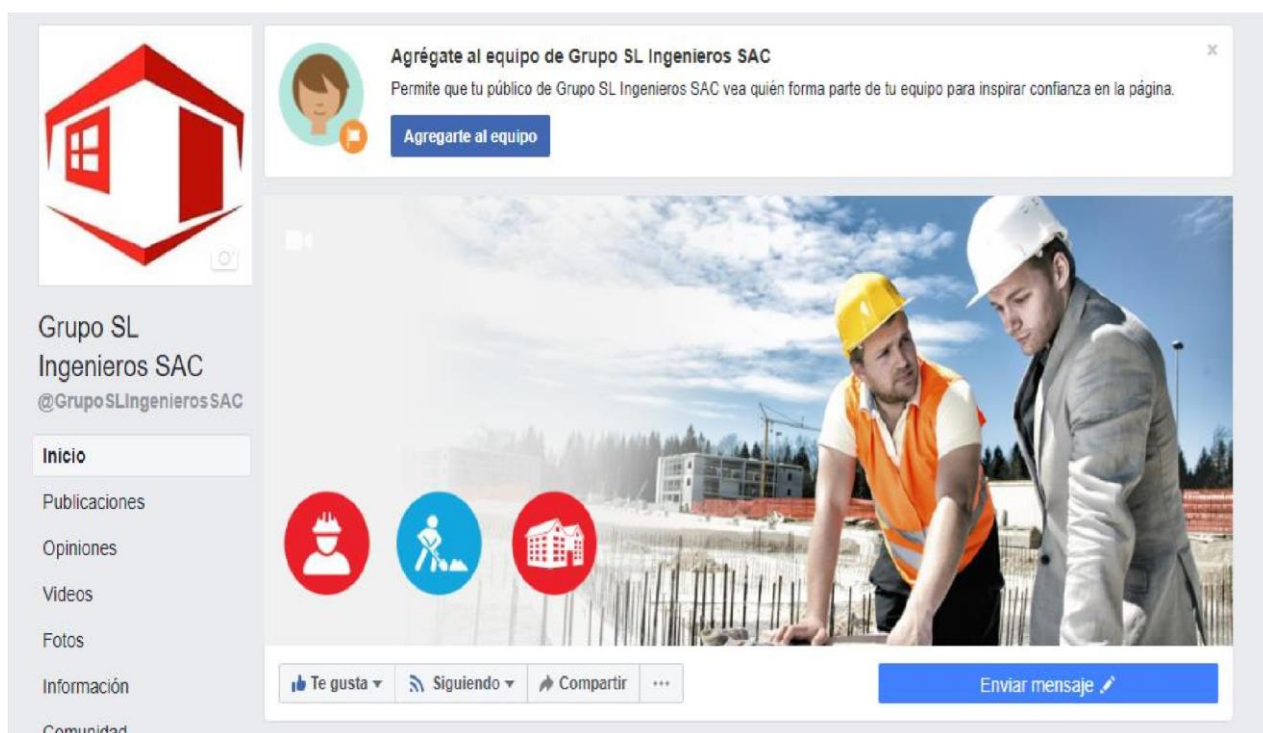 Agrégate al equipo de Grupo SL Ingenieros SAC
Permite que tu público de Grupo SL Ingenieros SAC vea quién forma parte de tu equipo para inspirar confianza en la página.
Agregarte al equipo
Grupo SL
Ingenieros SAC
@GrupoSLIngenierosSAC
Inicio
Publicaciones
Opiniones
Videos
Fotos
Información
Comunidad
Te gusta
Siguiendo
Compartir
Enviar mensaje